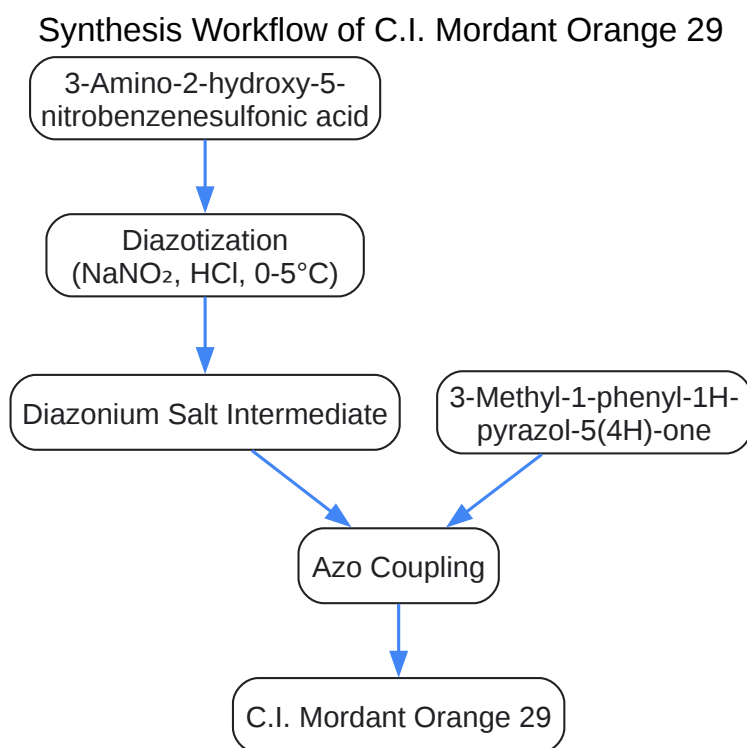 Synthesis Workflow of C.I. Mordant Orange 29
3-Amino-2-hydroxy-5-
nitrobenzenesulfonic acid
Diazotization
(NaNO₂, HCl, 0-5°C)
Diazonium Salt Intermediate
3-Methyl-1-phenyl-1H-
pyrazol-5(4H)-one
Azo Coupling
C.I. Mordant Orange 29